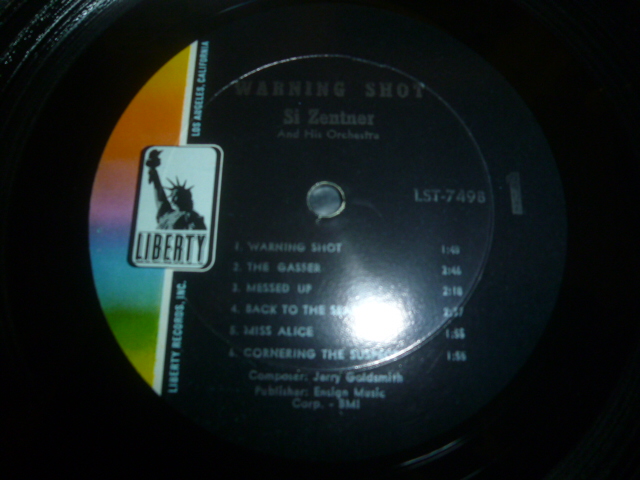 WARNING SHOT
Si Zentner
And His Orchestra
LST-7498
1
LOS ANGELES, CALIFORNIA
LIBERTY
LIBERTY RECORDS, INC.
1. WARNING SHOT
2. THE GASSER 2:46
3. MESSED UP 2:18
4. BACK TO THE
5. MISS ALICE 1:55
6. CORNERING THE 1:56
Composer: Jerry Goldsmith
Publisher: Ensign Music
Corp. - BMI